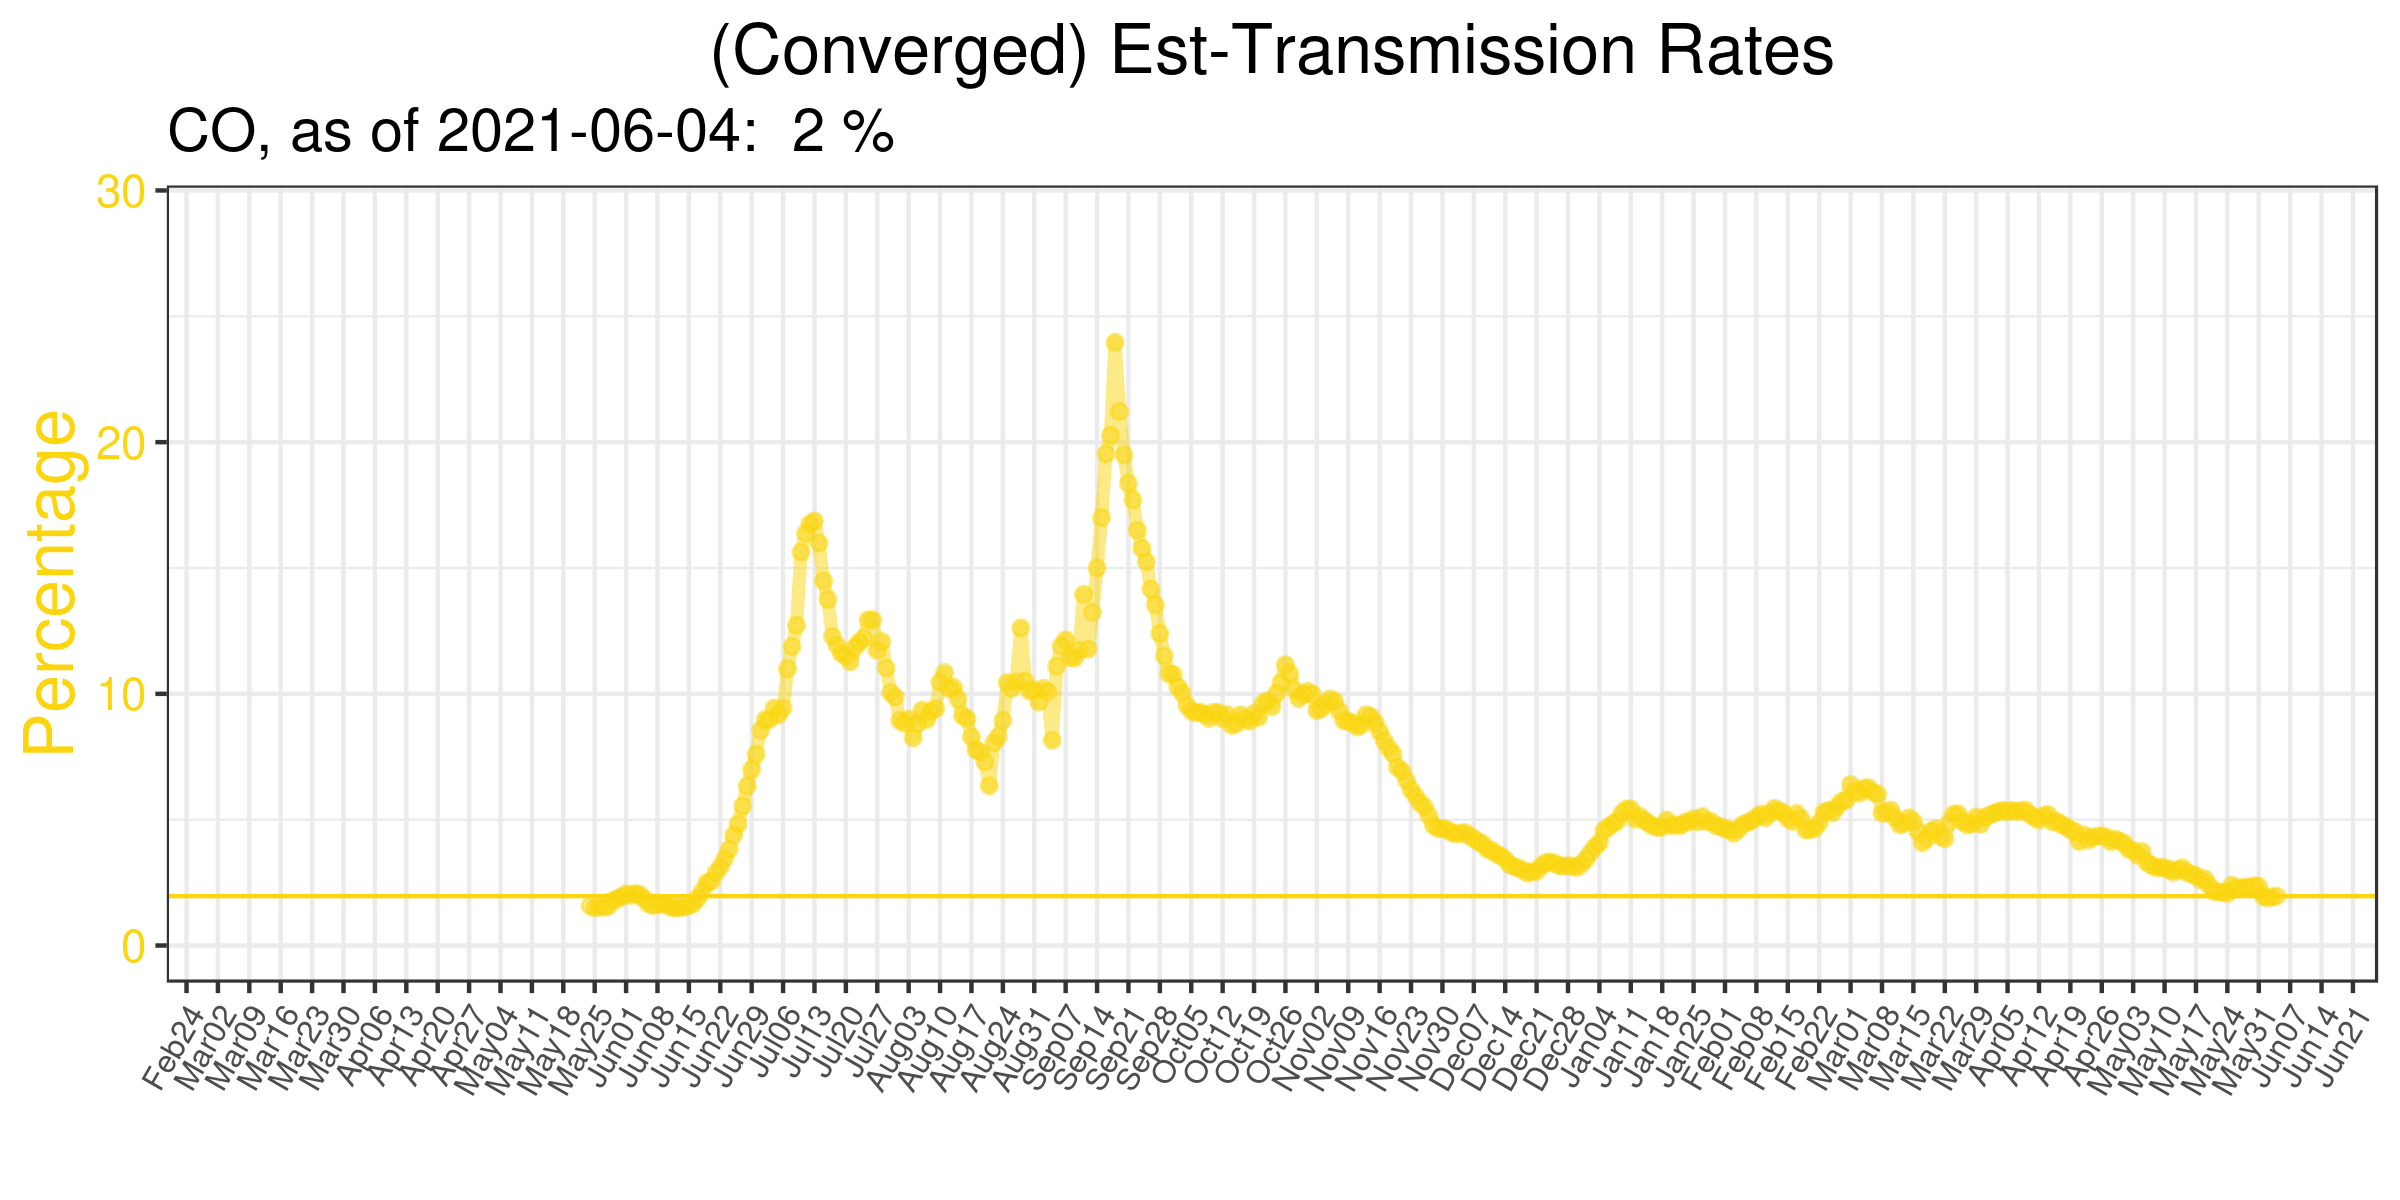 (Converged) Est-Transmission Rates
CO, as of 2021-06-04:  2 %
Percentage
30
20
10
0
Feb24
Mar02
Mar09
Mar16
Mar23
Mar30
Apr06
Apr13
Apr20
Apr27
May04
May11
May18
May25
Jun01
Jun08
Jun15
Jun22
Jun29
Jul06
Jul13
Jul20
Jul27
Aug03
Aug10
Aug17
Aug24
Aug31
Sep07
Sep14
Sep21
Sep28
Oct05
Oct12
Oct19
Oct26
Nov02
Nov09
Nov16
Nov23
Nov30
Dec07
Dec14
Dec21
Dec28
Jan04
Jan11
Jan18
Jan25
Feb01
Feb08
Feb15
Feb22
Mar01
Mar08
Mar15
Mar22
Mar29
Apr05
Apr12
Apr19
Apr26
May03
May10
May17
May24
May31
Jun07
Jun14
Jun21